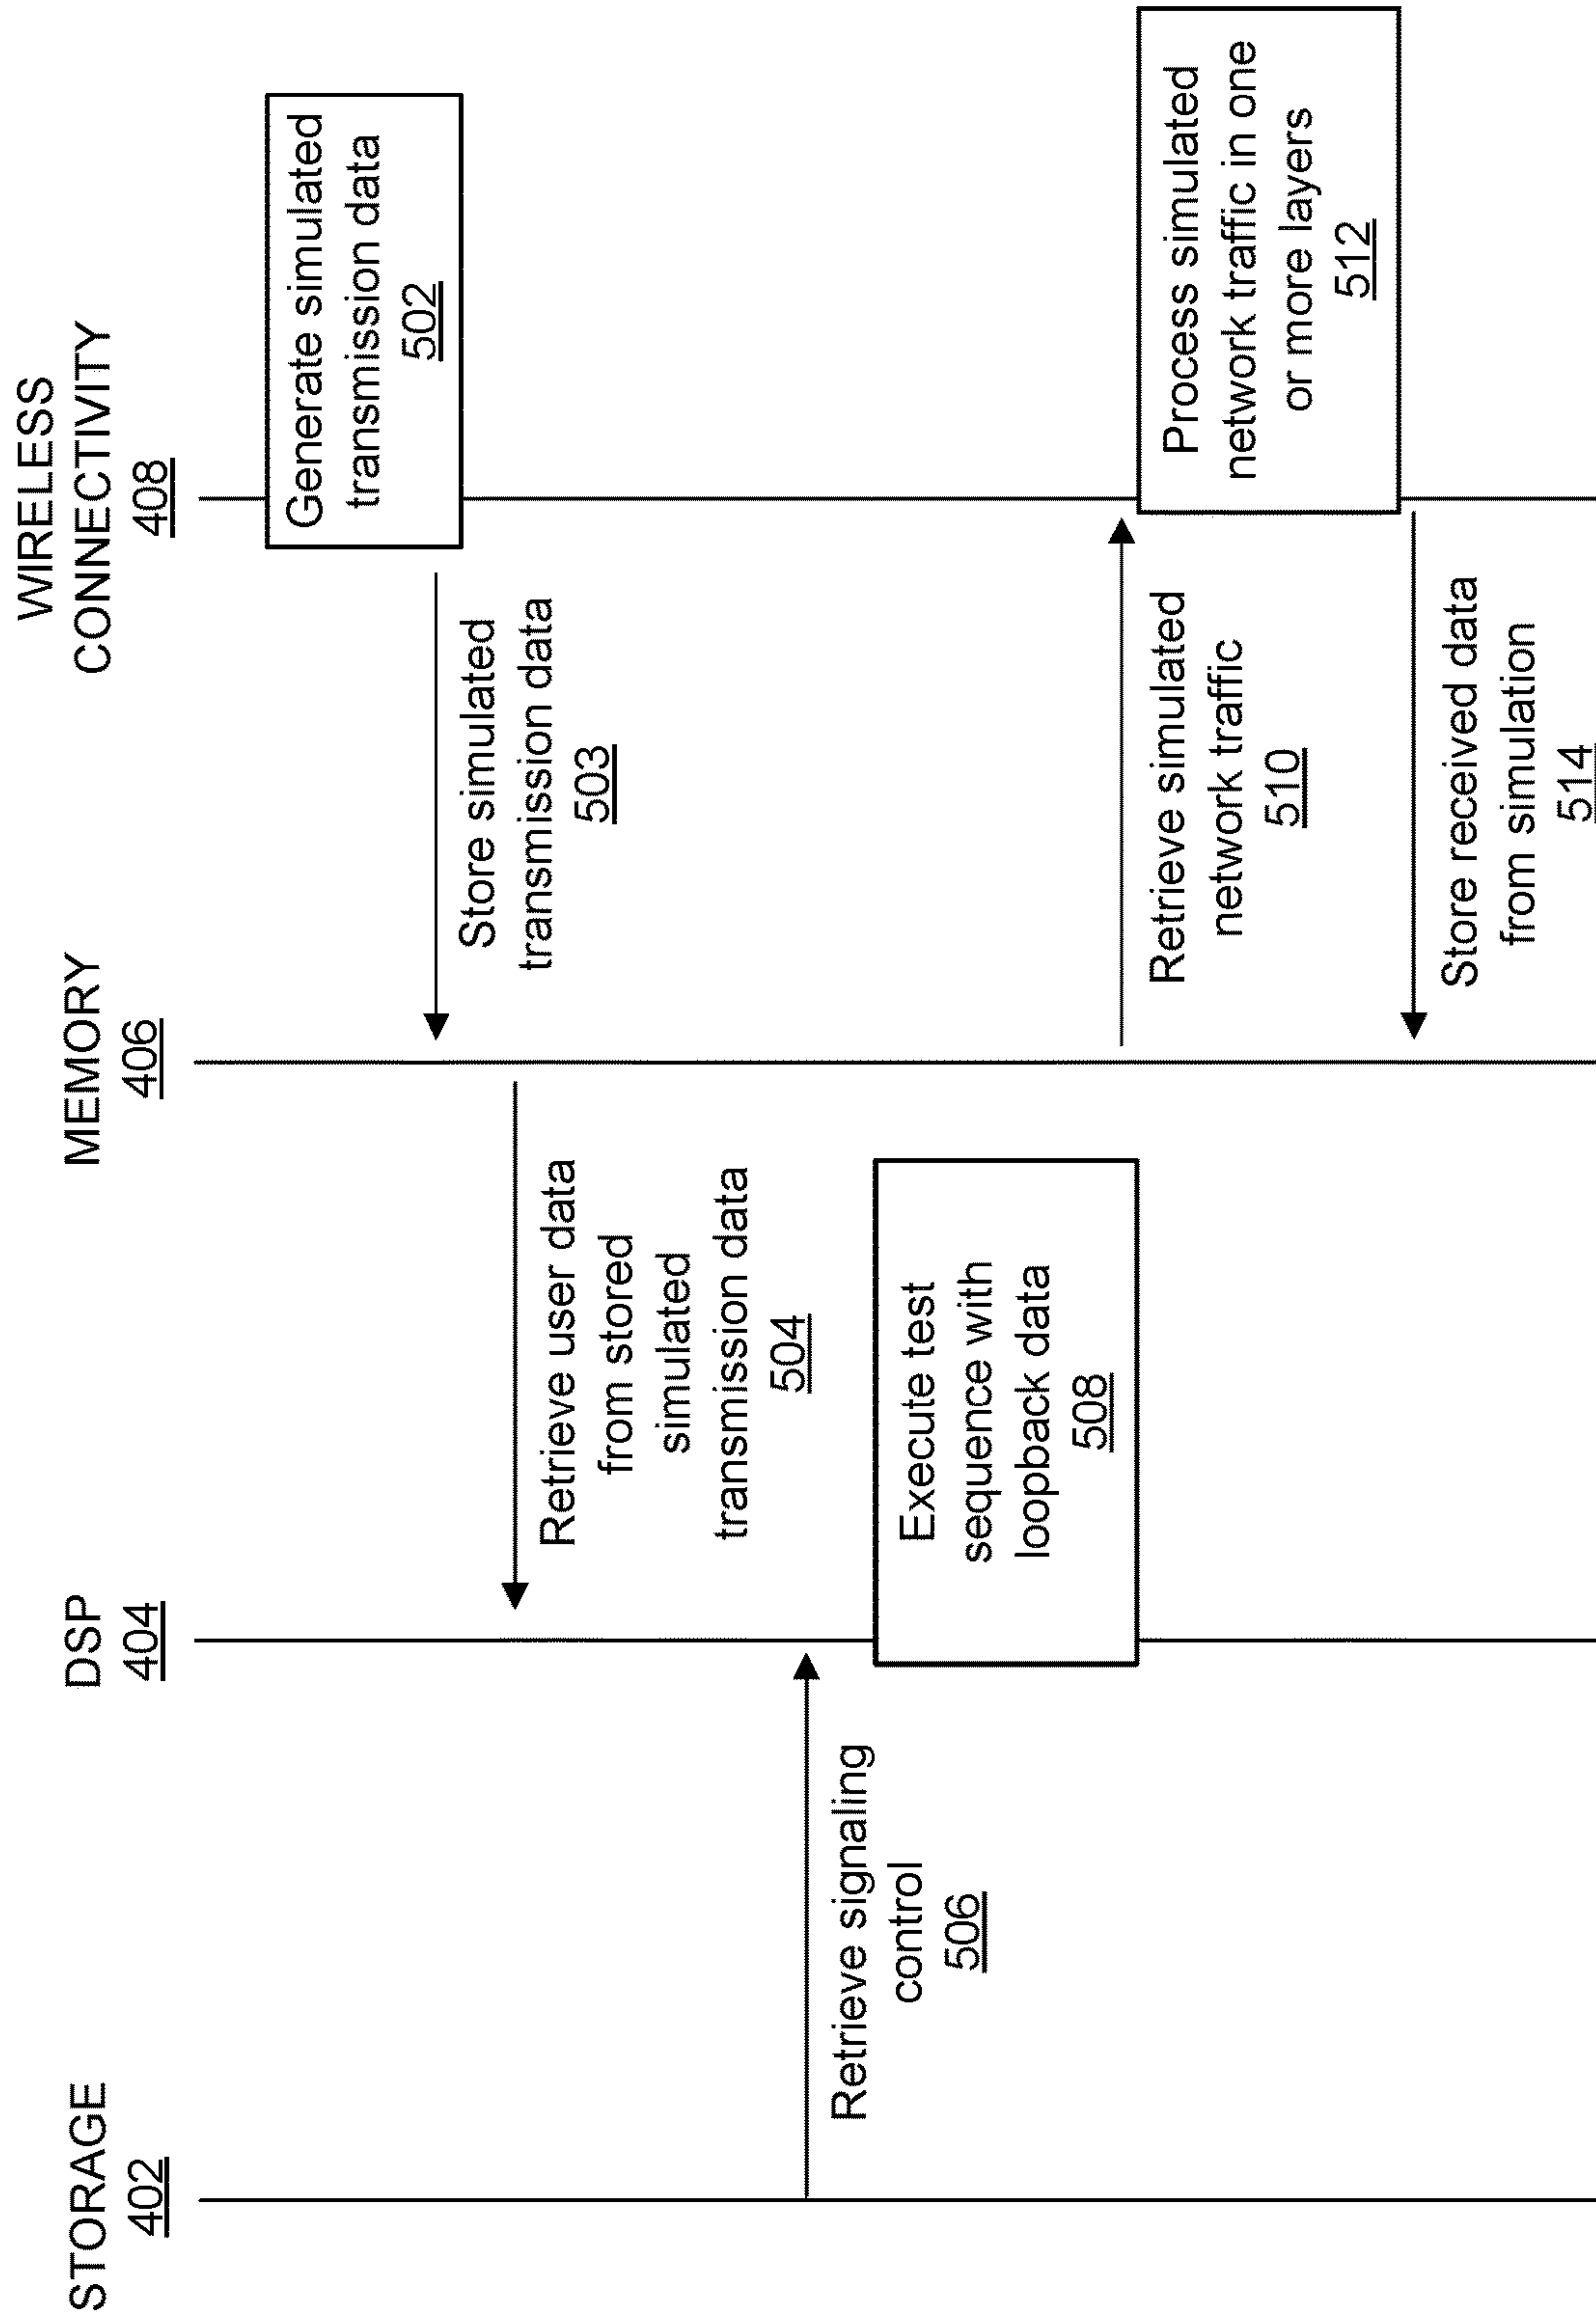 STORAGE
402
DSP
404
MEMORY
406
WIRELESS
CONNECTIVITY
408
Generate simulated
transmission data
502
Store simulated
transmission data
503
Retrieve user data
from stored
simulated
transmission data
504
Retrieve signaling
control
506
Execute test
sequence with
loopback data
508
Retrieve simulated
network traffic
510
Process simulated
network traffic in one
or more layers
512
Store received data
from simulation
514